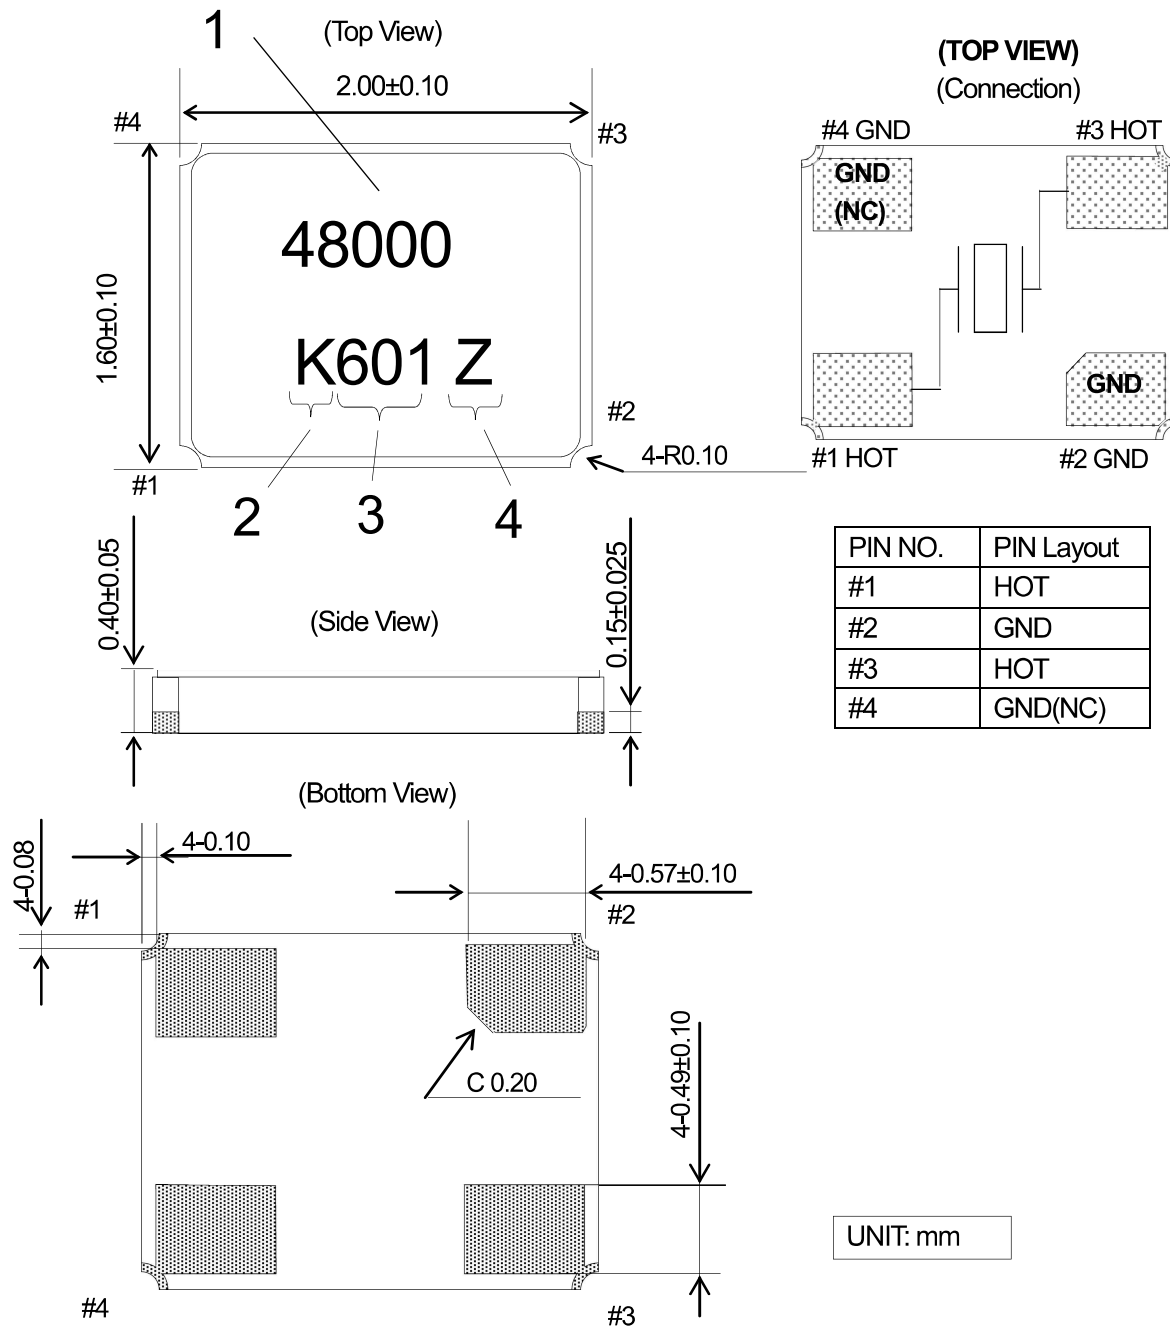 1
(Top View)
2.00±0.10
#4
#3
48000
1.60±0.10
K601 Z
#2
4-R0.10
#1
2
3
4
(TOP VIEW)
(Connection)
#4 GND
#3 HOT
GND
(NC)
GND
#1 HOT
#2 GND
PIN NO. PIN Layout
#1 HOT
#2 GND
#3 HOT
#4 GND(NC)
0.40±0.05
(Side View)
0.15±0.025
(Bottom View)
4-0.08
4-0.10
4-0.57±0.10
#1
#2
C 0.20
4-0.49±0.10
#4
#3
UNIT: mm